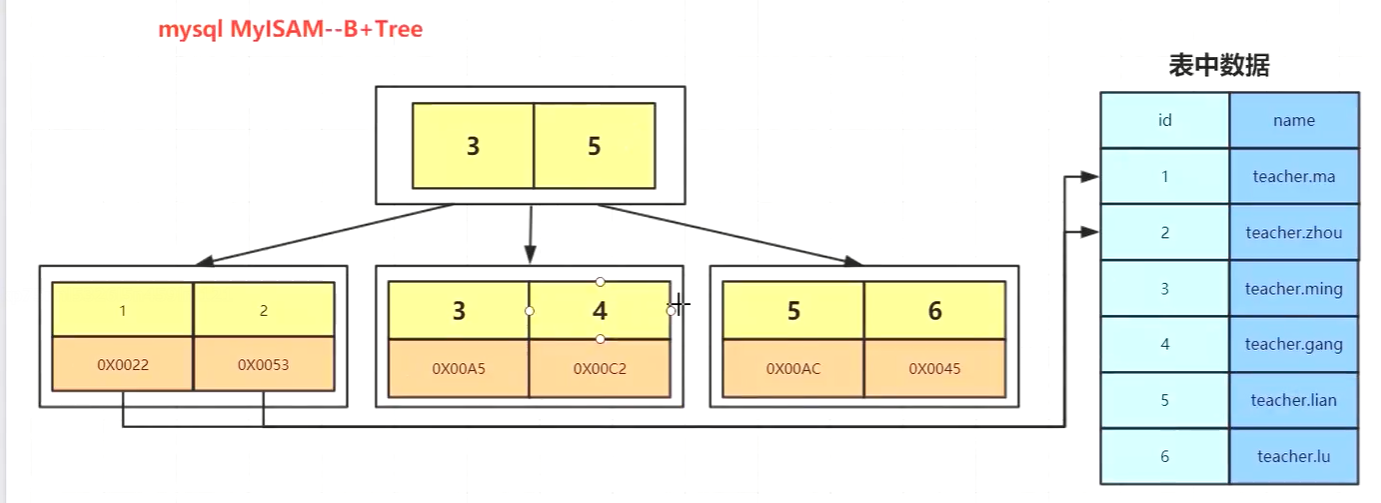 mysql MyISAM--B+Tree
表中数据
3 5
1 2
0X0022 0X0053
3 4
0X00A5 0X00C2
5 6
0X00AC 0X0045
id name
1 teacher.ma
2 teacher.zhou
3 teacher.ming
4 teacher.gang
5 teacher.lian
6 teacher.lu